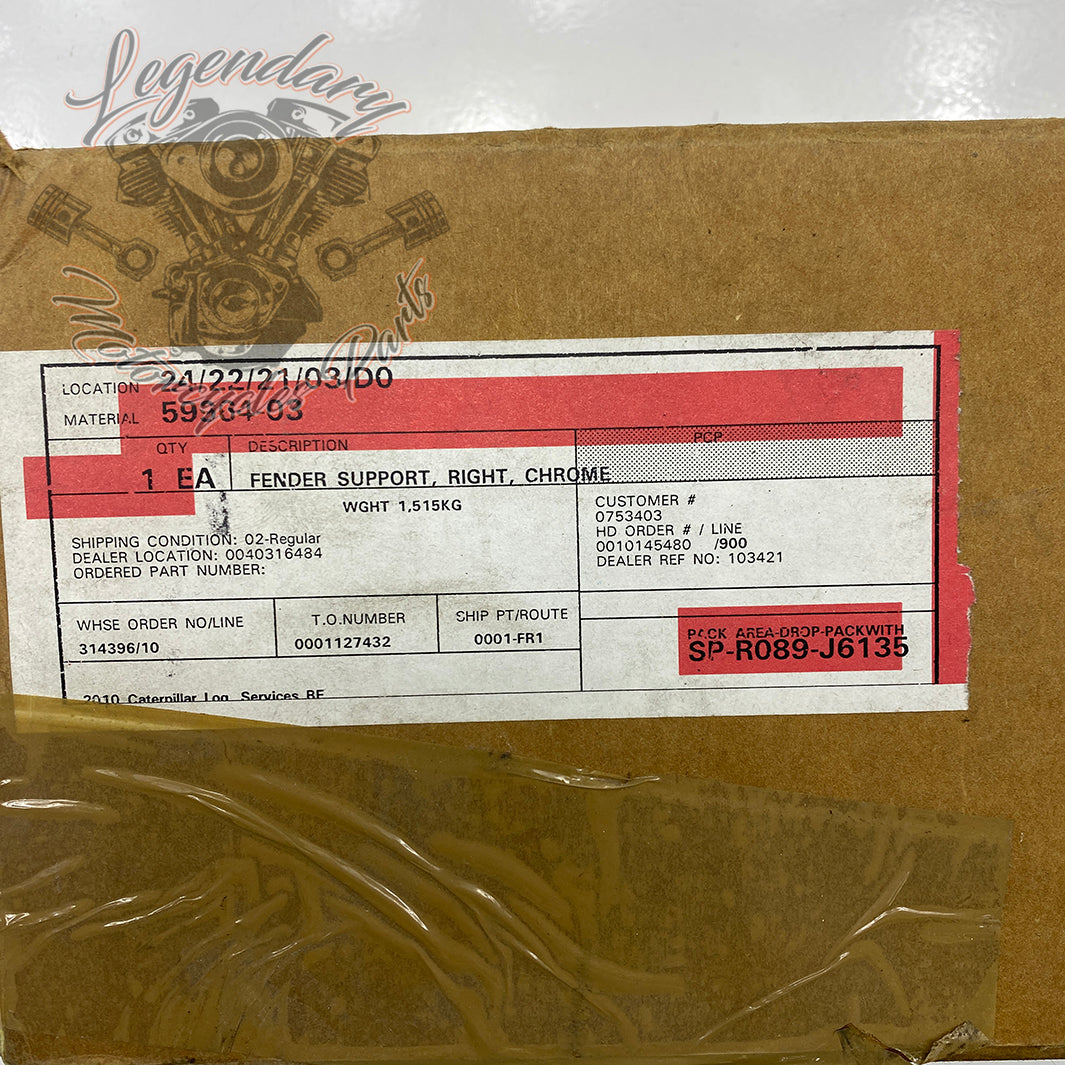 Legendary
Motorcycles Parts
LOCATION 24/22/21/03/D0
MATERIAL 59904-03
QTY DESCRIPTION PCP
1 EA FENDER SUPPORT, RIGHT, CHROME
WGHT 1,515KG
CUSTOMER #
0753403
HD ORDER # / LINE
0010145480 /900
DEALER REF NO: 103421
SHIPPING CONDITION: 02-Regular
DEALER LOCATION: 0040316484
ORDERED PART NUMBER:
WHSE ORDER NO/LINE T.O.NUMBER SHIP PT/ROUTE
314396/10 0001127432 0001-FR1
PACK AREA-DROP-PACKWITH
SP-R089-J6135
2010 Caterpillar Log. Services BE